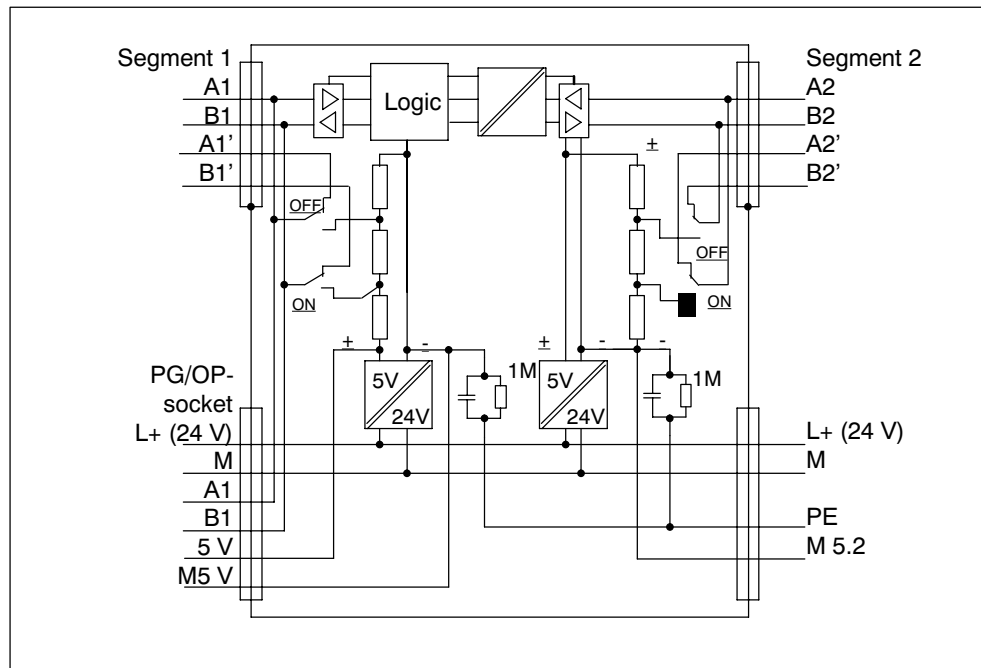 Segment 1
Segment 2
A1
Logic
A2
B1
B2
A1’
±
A2’
B1’
B2’
OFF
OFF
ON
ON
±
-
±
-
-
PG/OP-
socket
5V
1M
5V
1M
24V
24V
L+ (24 V)
L+ (24 V)
M
M
A1
B1
PE
5 V
M 5.2
M5 V